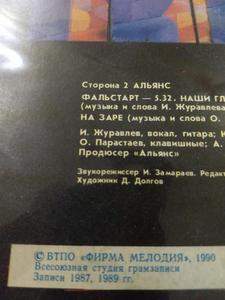 Сторона 2 АЛЬЯНС
ФАЛЬСТАРТ — 5.32. НАШИ ГЛ
(музыка и слова И. Журавлева
НА ЗАРЕ (музыка и слова О.
И. Журавлев, вокал, гитара;
О. Парастаев, клавишные; А.
Продюсер «Альянс»
Звукорежиссер И. Замараев. Редакт
Художник Д. Долгов
© ВТПО «ФИРМА МЕЛОДИЯ», 1990
Всесоюзная студия грамзаписи
Записи 1987, 1989 гг.